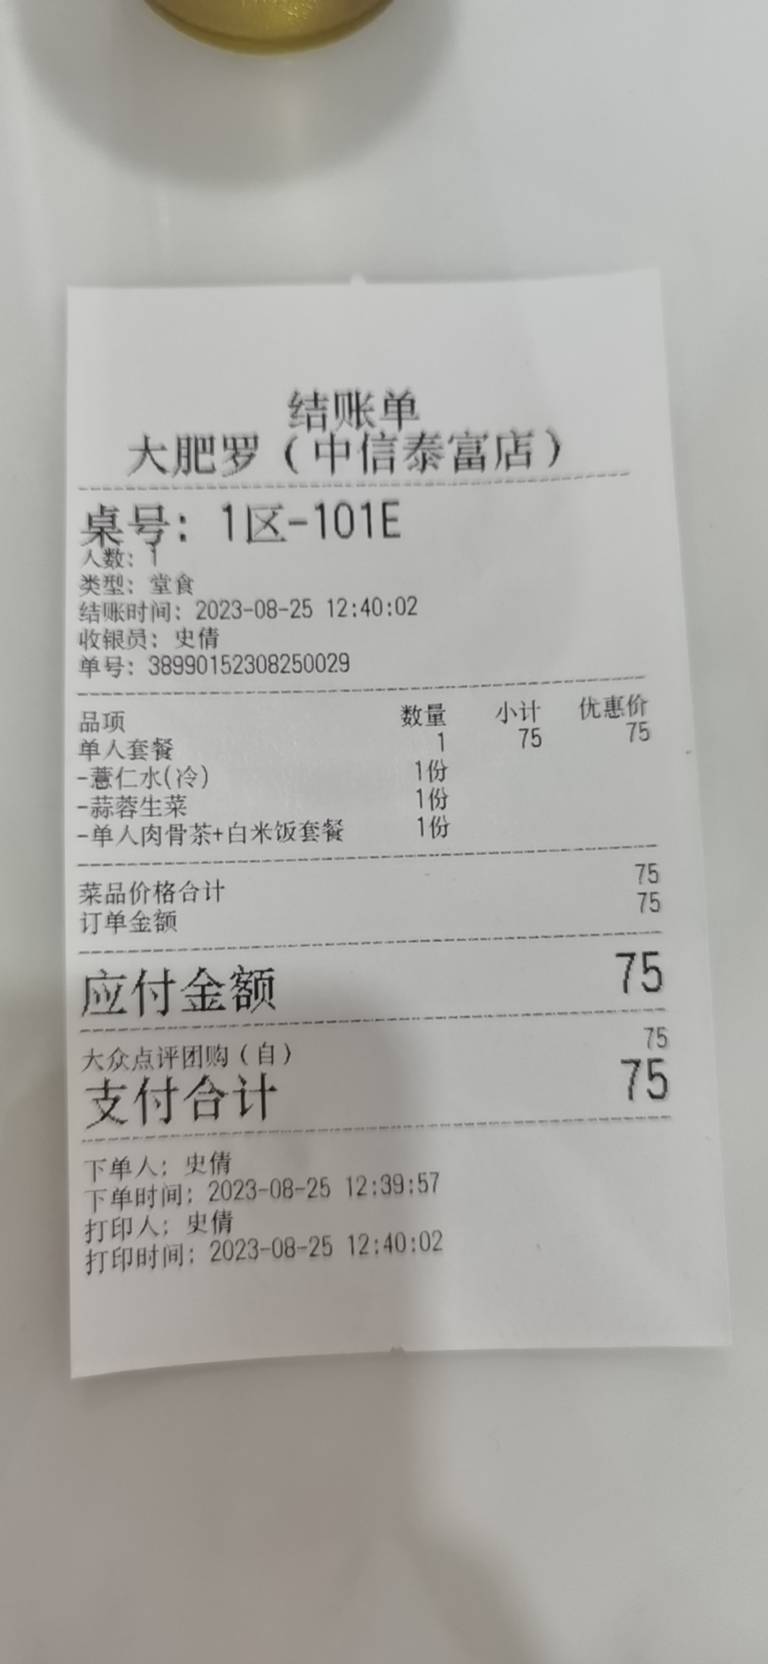 结账单
大肥罗（中信泰富店）
桌号：1区-101E
人数：1
类型：堂食
结账时间：2023-08-25 12:40:02
收银员：史倩
单号：38990152308250029
品项 数量 小计 优惠价
单人套餐 1 75 75
-薏仁水(冷) 1份
-蒜蓉生菜 1份
-单人肉骨茶+白米饭套餐 1份
菜品价格合计 75
订单金额 75
应付金额 75
大众点评团购（自） 75
支付合计 75
下单人：史倩
下单时间：2023-08-25 12:39:57
打印人：史倩
打印时间：2023-08-25 12:40:02